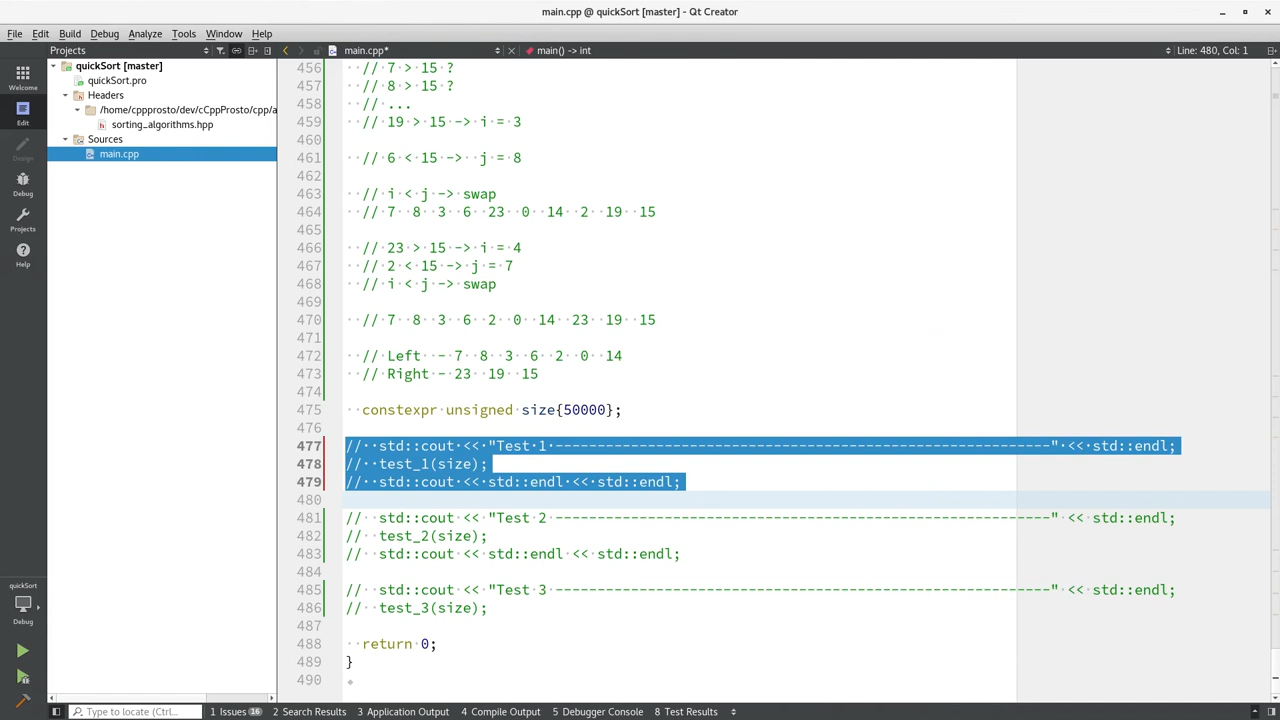 main.cpp @ quickSort [master] - Qt Creator
File Edit Build Debug Analyze Tools Window Help
Projects main.cpp* main() -> int Line: 480, Col: 1
Welcome
Edit
Design
Debug
Projects
Help
quickSort
Debug
quickSort [master]
quickSort.pro
Headers
/home/cppprosto/dev/cCppProsto/cpp/a
sorting_algorithms.hpp
Sources
main.cpp
456 // 7 > 15 ?
457 // 8 > 15 ?
458 // ...
459 // 19 > 15 -> i = 3
460
461 // 6 < 15 -> j = 8
462
463 // i < j -> swap
464 // 7 8 3 6 23 0 14 2 19 15
465
466 // 23 > 15 -> i = 4
467 // 2 < 15 -> j = 7
468 // i < j -> swap
469
470 // 7 8 3 6 2 0 14 23 19 15
471
472 // Left - 7 8 3 6 2 0 14
473 // Right - 23 19 15
474
475 constexpr unsigned size{50000};
476
477 // std::cout << "Test 1 -----------------------------------------------------------" << std::endl;
478 // test_1(size);
479 // std::cout << std::endl << std::endl;
480
481 // std::cout << "Test 2 -----------------------------------------------------------" << std::endl;
482 // test_2(size);
483 // std::cout << std::endl << std::endl;
484
485 // std::cout << "Test 3 -----------------------------------------------------------" << std::endl;
486 // test_3(size);
487
488 return 0;
489 }
490
Type to locate (Ctrl+... 1 Issues 16 2 Search Results 3 Application Output 4 Compile Output 5 Debugger Console 8 Test Results